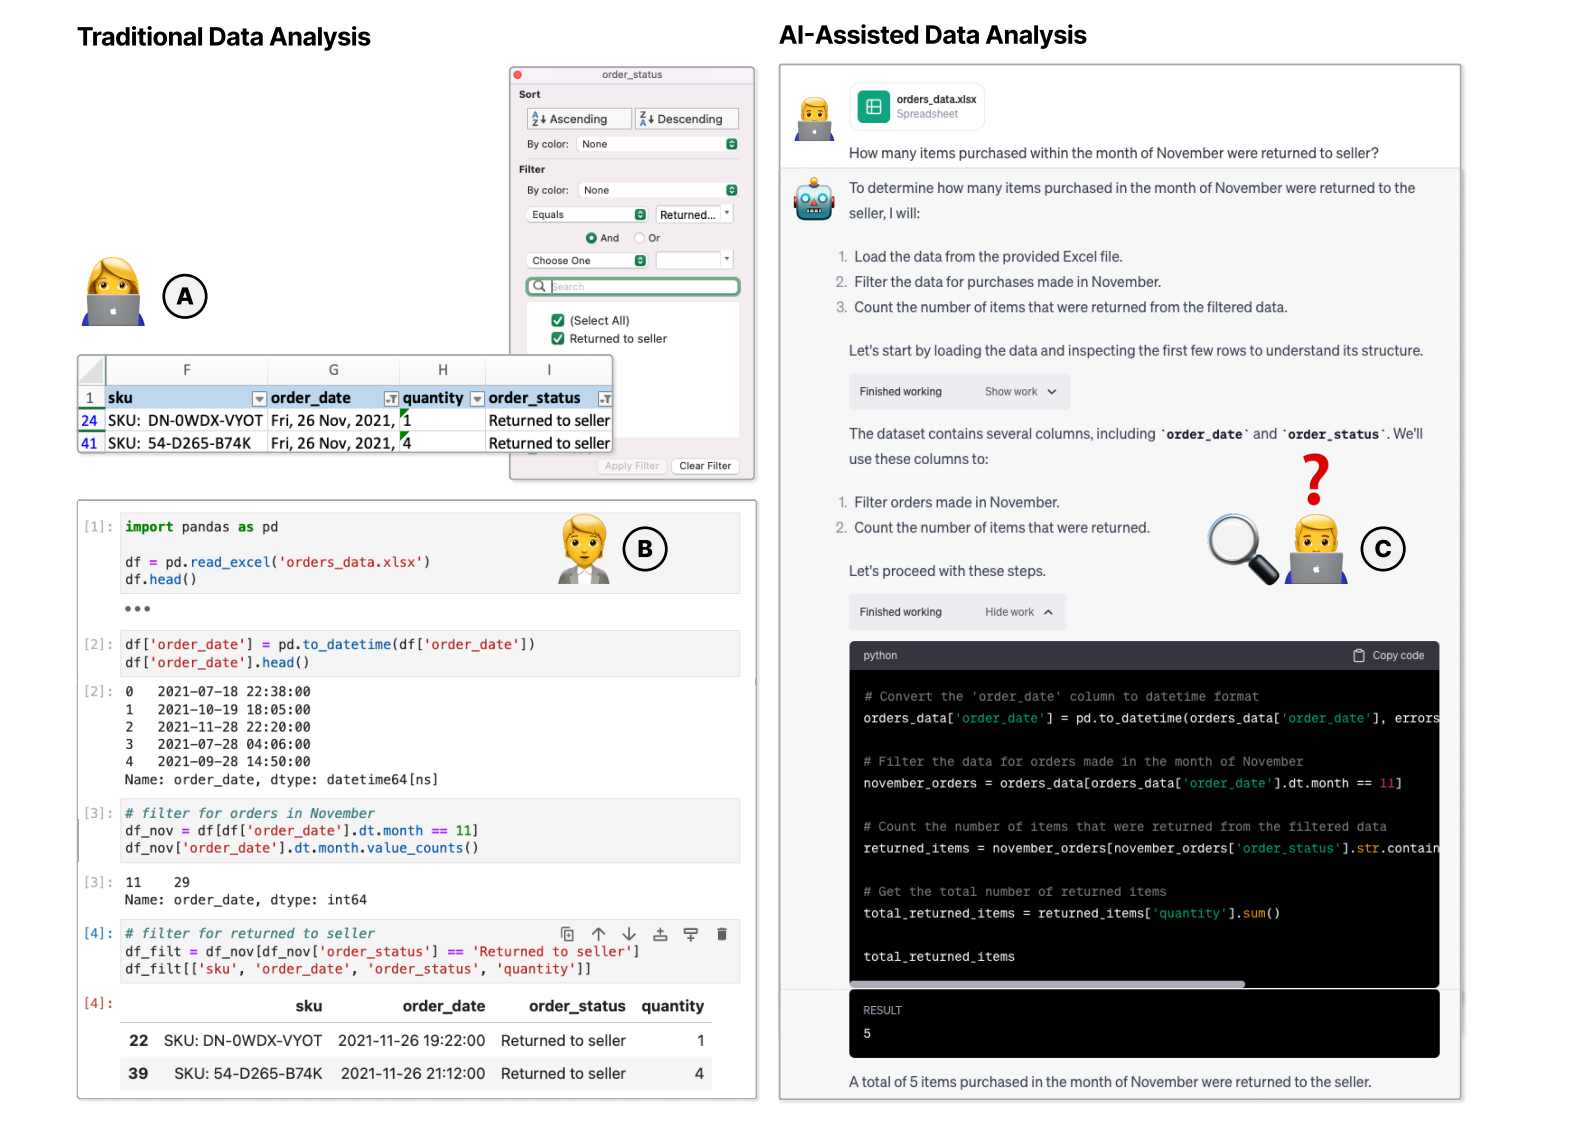 Traditional Data Analysis
order_status
Sort
A Z Ascending
Z A Descending
By color: None
Filter
By color: None
Equals Returned...
And Or
Choose One
Search
(Select All)
Returned to seller
Apply Filter Clear Filter
A
F G H I
1 sku order_date quantity order_status
24 SKU: DN-0WDX-VYOT Fri, 26 Nov, 2021, 1 Returned to seller
41 SKU: 54-D265-B74K Fri, 26 Nov, 2021, 4 Returned to seller
B
[1]: import pandas as pd
df = pd.read_excel('orders_data.xlsx')
df.head()
•••
[2]: df['order_date'] = pd.to_datetime(df['order_date'])
df['order_date'].head()
[2]: 0 2021-07-18 22:38:00
1 2021-10-19 18:05:00
2 2021-11-28 22:20:00
3 2021-07-28 04:06:00
4 2021-09-28 14:50:00
Name: order_date, dtype: datetime64[ns]
[3]: # filter for orders in November
df_nov = df[df['order_date'].dt.month == 11]
df_nov['order_date'].dt.month.value_counts()
[3]: 11 29
Name: order_date, dtype: int64
[4]: # filter for returned to seller
df_filt = df_nov[df_nov['order_status'] == 'Returned to seller']
df_filt[['sku', 'order_date', 'order_status', 'quantity']]
[4]: sku order_date order_status quantity
22 SKU: DN-0WDX-VYOT 2021-11-26 19:22:00 Returned to seller 1
39 SKU: 54-D265-B74K 2021-11-26 21:12:00 Returned to seller 4
AI-Assisted Data Analysis
orders_data.xlsx
Spreadsheet
How many items purchased within the month of November were returned to seller?
To determine how many items purchased in the month of November were returned to the
seller, I will:
1. Load the data from the provided Excel file.
2. Filter the data for purchases made in November.
3. Count the number of items that were returned from the filtered data.
Let's start by loading the data and inspecting the first few rows to understand its structure.
Finished working Show work
The dataset contains several columns, including `order_date` and `order_status`. We'll
use these columns to:
?
1. Filter orders made in November.
2. Count the number of items that were returned.
C
Let's proceed with these steps.
Finished working Hide work
python Copy code
# Convert the 'order_date' column to datetime format
orders_data['order_date'] = pd.to_datetime(orders_data['order_date'], errors
# Filter the data for orders made in the month of November
november_orders = orders_data[orders_data['order_date'].dt.month == 11]
# Count the number of items that were returned from the filtered data
returned_items = november_orders[november_orders['order_status'].str.contain
# Get the total number of returned items
total_returned_items = returned_items['quantity'].sum()
total_returned_items
RESULT
5
A total of 5 items purchased in the month of November were returned to the seller.